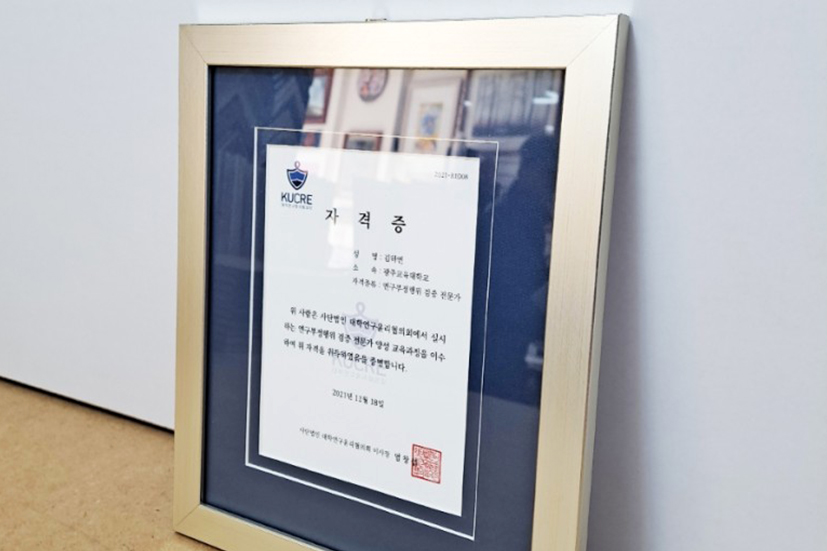 KUCRE
자 격 증
성 명 :
소 속 : 광주교육대학교
자격종류 : 연구부정행위 검증 전문가
위 사람은 사단법인 대학연구윤리협의회에서 실시
하는 연구부정행위 검증 전문가 양성 교육과정을 이수
하여 위 자격을 취득하였음을 증명합니다.
KUCRE
2021년 12월 18일
사단법인 대학연구윤리협의회 이사장